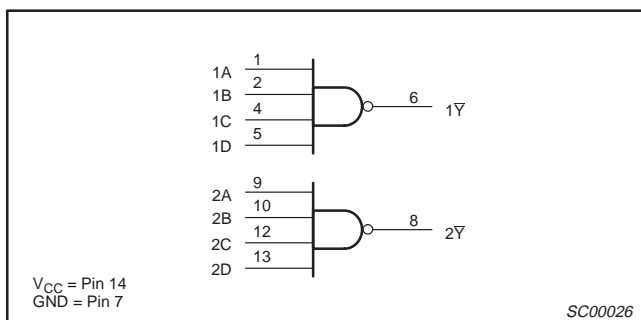 1A 1
1B 2
1C 4
1D 5
6 1Y̅
2A 9
2B 10
2C 12
2D 13
8 2Y̅
VCC = Pin 14
GND = Pin 7
SC00026